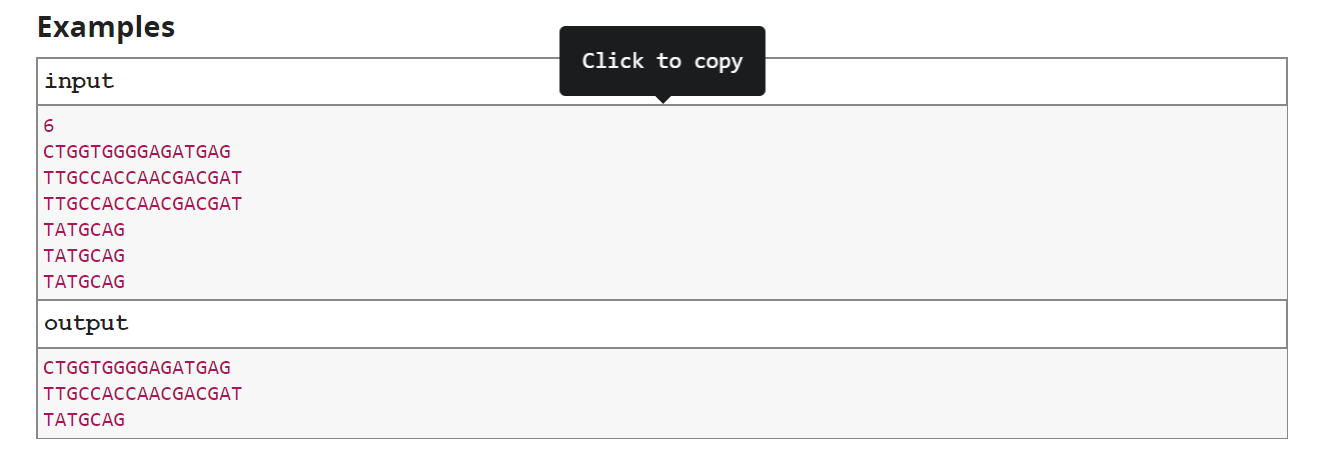 Examples
Click to copy
input
6
CTGGTGGGGAGATGAG
TTGCCACCAACGACGAT
TTGCCACCAACGACGAT
TATGCAG
TATGCAG
TATGCAG
output
CTGGTGGGGAGATGAG
TTGCCACCAACGACGAT
TATGCAG